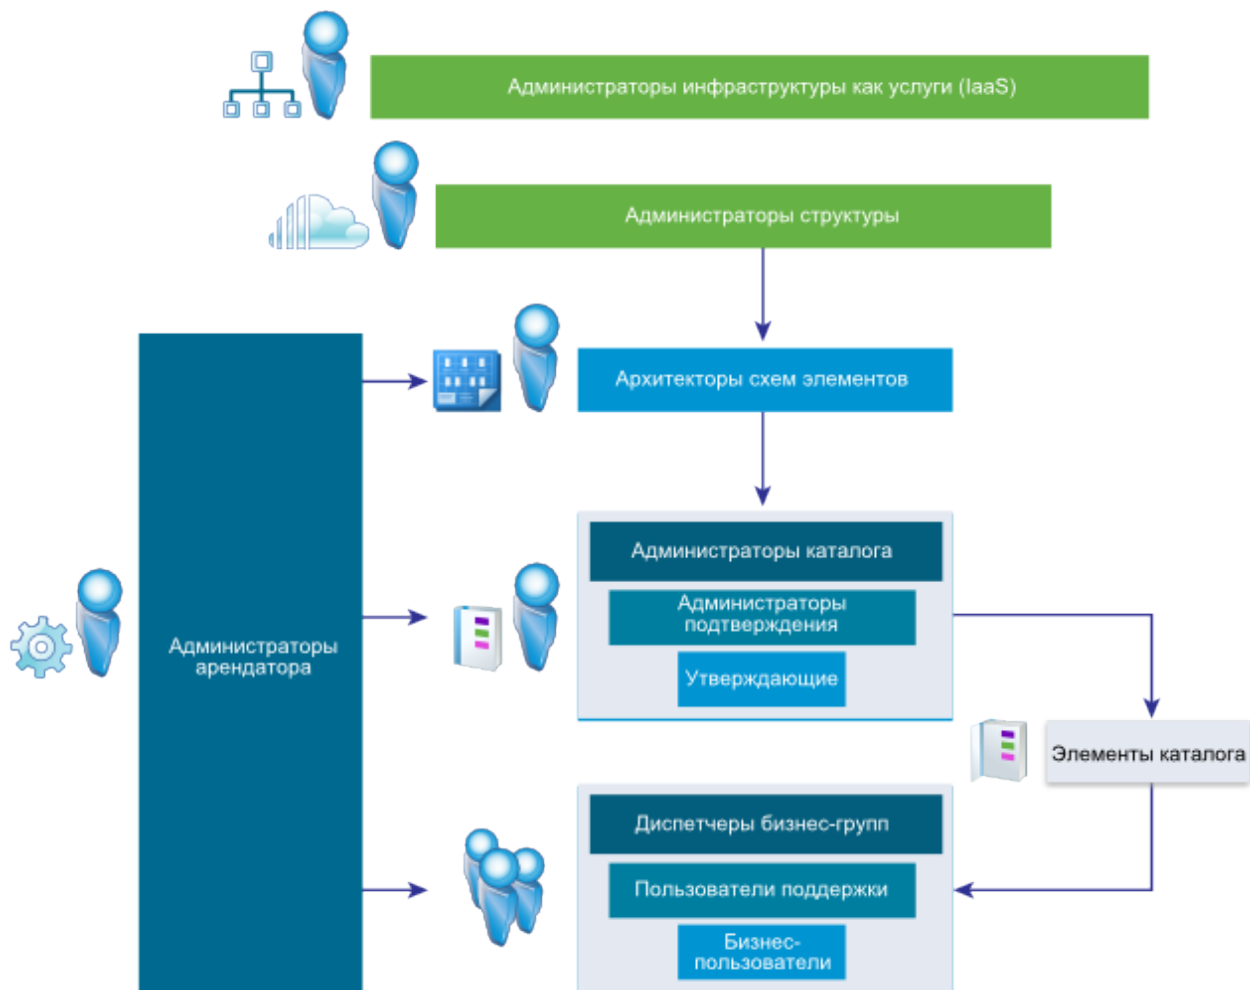 Администраторы инфраструктуры как услуги (IaaS)
Администраторы структуры
Архитекторы схем элементов
Администраторы каталога
Администраторы
подтверждения
Утверждающие
Администраторы
арендатора
Элементы каталога
Диспетчеры бизнес-групп
Пользователи поддержки
Бизнес-
пользователи